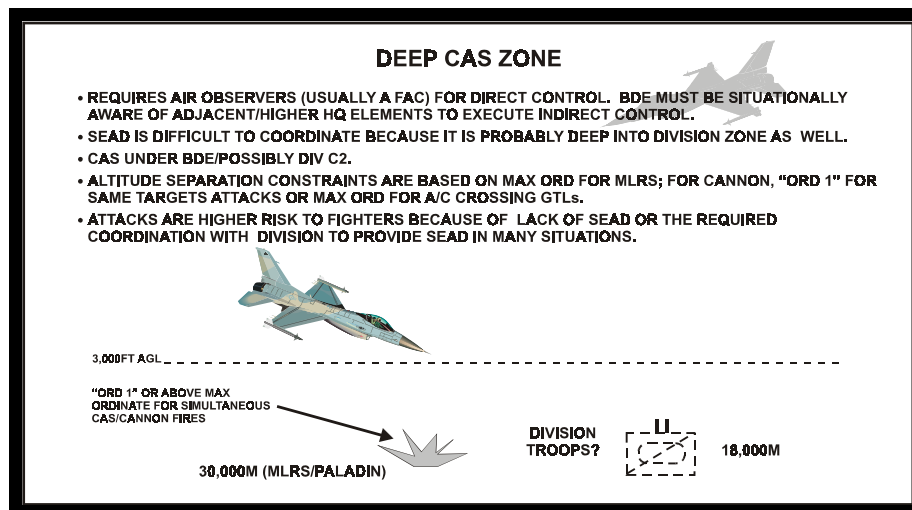 DEEP CAS ZONE
• REQUIRES AIR OBSERVERS (USUALLY A FAC) FOR DIRECT CONTROL. BDE MUST BE SITUATIONALLY
AWARE OF ADJACENT/HIGHER HQ ELEMENTS TO EXECUTE INDIRECT CONTROL.
• SEAD IS DIFFICULT TO COORDINATE BECAUSE IT IS PROBABLY DEEP INTO DIVISION ZONE AS WELL.
• CAS UNDER BDE/POSSIBLY DIV C2.
• ALTITUDE SEPARATION CONSTRAINTS ARE BASED ON MAX ORD FOR MLRS; FOR CANNON, "ORD 1" FOR
SAME TARGETS ATTACKS OR MAX ORD FOR A/C CROSSING GTLs.
• ATTACKS ARE HIGHER RISK TO FIGHTERS BECAUSE OF LACK OF SEAD OR THE REQUIRED
COORDINATION WITH DIVISION TO PROVIDE SEAD IN MANY SITUATIONS.
3,000FT AGL
"ORD 1" OR ABOVE MAX
ORDINATE FOR SIMULTANEOUS
CAS/CANNON FIRES
30,000M (MLRS/PALADIN)
DIVISION
TROOPS?
18,000M